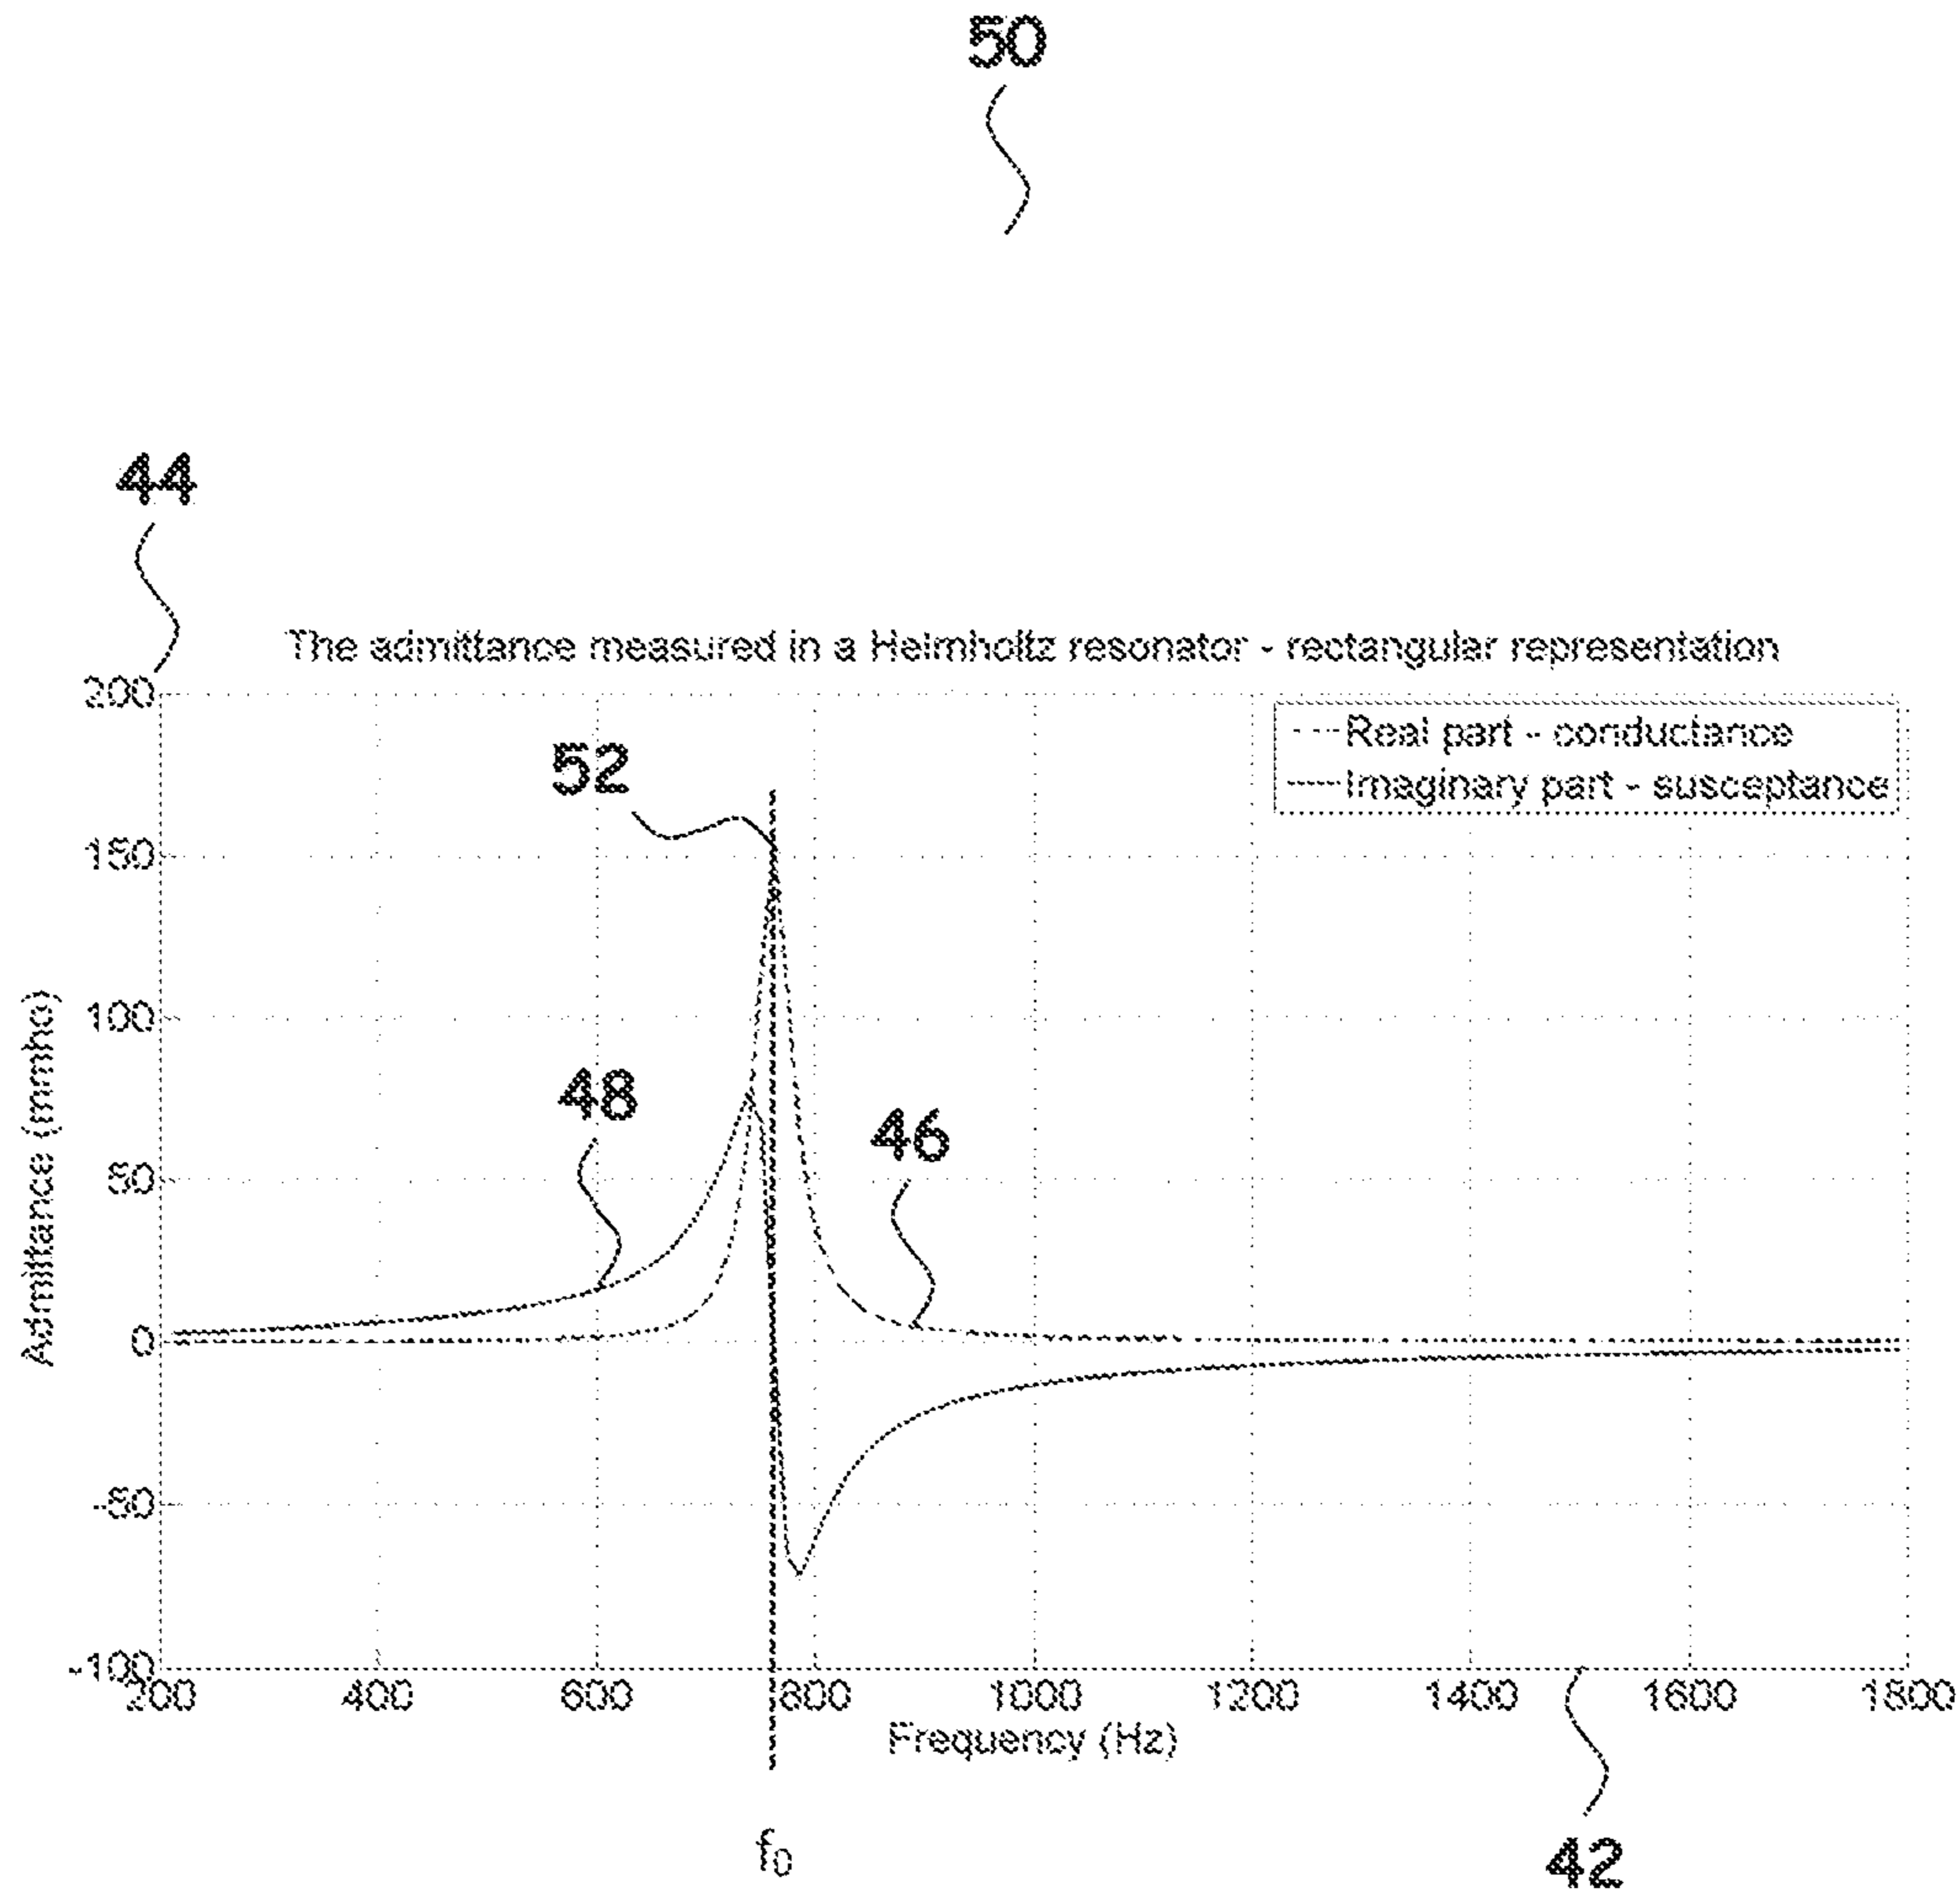 50
44
The admittance measured in a Helmholtz resonator - rectangular representation
200
Real part - conductance
52
Imaginary part - susceptance
150
Admittance (mmho)
100
48
46
50
0
-50
-100
200 400 600 800 1000 1200 1400 1600 1800
Frequency (Hz)
f0
42